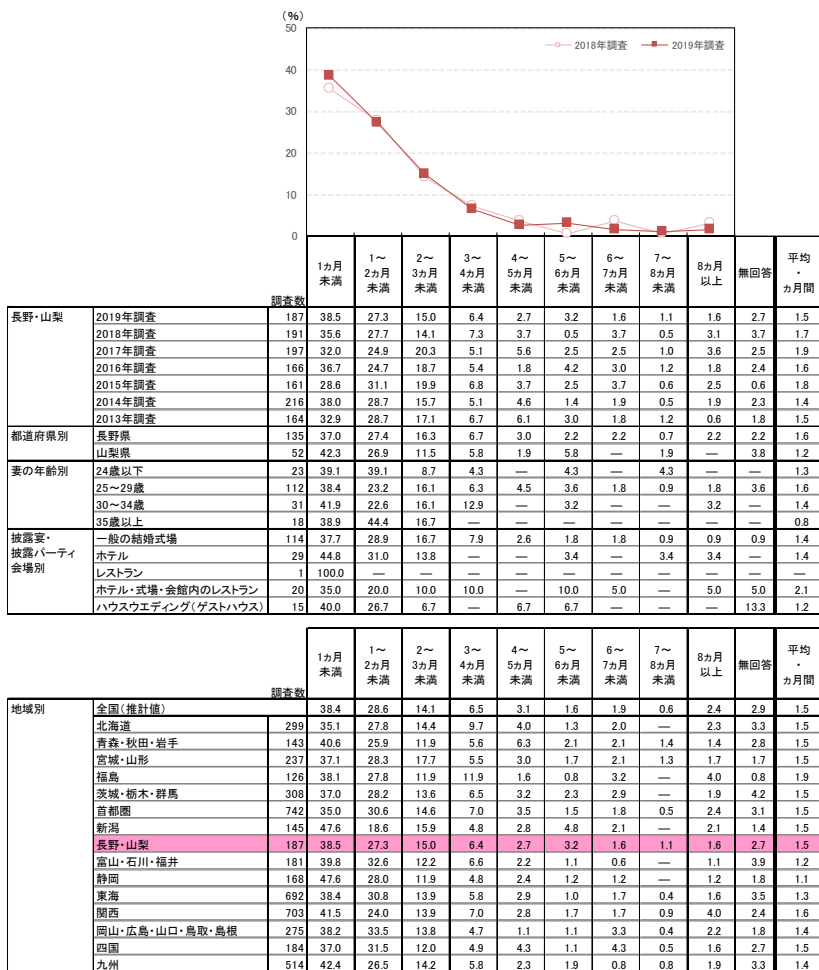 (％)
50
2018年調査 2019年調査
40
30
20
10
0
調査数 1ヵ月未満 1～2ヵ月未満 2～3ヵ月未満 3～4ヵ月未満 4～5ヵ月未満 5～6ヵ月未満 6～7ヵ月未満 7～8ヵ月未満 8ヵ月以上 無回答 平均・ヵ月間
長野・山梨 2019年調査 187 38.5 27.3 15.0 6.4 2.7 3.2 1.6 1.1 1.6 2.7 1.5
2018年調査 191 35.6 27.7 14.1 7.3 3.7 0.5 3.7 0.5 3.1 3.7 1.7
2017年調査 197 32.0 24.9 20.3 5.1 5.6 2.5 2.5 1.0 3.6 2.5 1.9
2016年調査 166 36.7 24.7 18.7 5.4 1.8 4.2 3.0 1.2 1.8 2.4 1.6
2015年調査 161 28.6 31.1 19.9 6.8 3.7 2.5 3.7 0.6 2.5 0.6 1.8
2014年調査 216 38.0 28.7 15.7 5.1 4.6 1.4 1.9 0.5 1.9 2.3 1.4
2013年調査 164 32.9 28.7 17.1 6.7 6.1 3.0 1.8 1.2 0.6 1.8 1.5
都道府県別 長野県 135 37.0 27.4 16.3 6.7 3.0 2.2 2.2 0.7 2.2 2.2 1.6
山梨県 52 42.3 26.9 11.5 5.8 1.9 5.8 ― 1.9 ― 3.8 1.2
妻の年齢別 24歳以下 23 39.1 39.1 8.7 4.3 ― 4.3 ― 4.3 ― ― 1.3
25～29歳 112 38.4 23.2 16.1 6.3 4.5 3.6 1.8 0.9 1.8 3.6 1.6
30～34歳 31 41.9 22.6 16.1 12.9 ― 3.2 ― ― 3.2 ― 1.4
35歳以上 18 38.9 44.4 16.7 ― ― ― ― ― ― ― 0.8
披露宴・披露パーティ会場別 一般の結婚式場 114 37.7 28.9 16.7 7.9 2.6 1.8 1.8 0.9 0.9 0.9 1.4
ホテル 29 44.8 31.0 13.8 ― ― 3.4 ― 3.4 3.4 ― 1.4
レストラン 1 100.0 ― ― ― ― ― ― ― ― ― ―
ホテル・式場・会館内のレストラン 20 35.0 20.0 10.0 10.0 ― 10.0 5.0 ― 5.0 5.0 2.1
ハウスウエディング（ゲストハウス） 15 40.0 26.7 6.7 ― 6.7 6.7 ― ― ― 13.3 1.2
調査数 1ヵ月未満 1～2ヵ月未満 2～3ヵ月未満 3～4ヵ月未満 4～5ヵ月未満 5～6ヵ月未満 6～7ヵ月未満 7～8ヵ月未満 8ヵ月以上 無回答 平均・ヵ月間
地域別 全国（推計値） 38.4 28.6 14.1 6.5 3.1 1.6 1.9 0.6 2.4 2.9 1.5
北海道 299 35.1 27.8 14.4 9.7 4.0 1.3 2.0 ― 2.3 3.3 1.5
青森・秋田・岩手 143 40.6 25.9 11.9 5.6 6.3 2.1 2.1 1.4 1.4 2.8 1.5
宮城・山形 237 37.1 28.3 17.7 5.5 3.0 1.7 2.1 1.3 1.7 1.7 1.5
福島 126 38.1 27.8 11.9 11.9 1.6 0.8 3.2 ― 4.0 0.8 1.9
茨城・栃木・群馬 308 37.0 28.2 13.6 6.5 3.2 2.3 2.9 ― 1.9 4.2 1.5
首都圏 742 35.0 30.6 14.6 7.0 3.5 1.5 1.8 0.5 2.4 3.1 1.5
新潟 145 47.6 18.6 15.9 4.8 2.8 4.8 2.1 ― 2.1 1.4 1.5
長野・山梨 187 38.5 27.3 15.0 6.4 2.7 3.2 1.6 1.1 1.6 2.7 1.5
富山・石川・福井 181 39.8 32.6 12.2 6.6 2.2 1.1 0.6 ― 1.1 3.9 1.2
静岡 168 47.6 28.0 11.9 4.8 2.4 1.2 1.2 ― 1.2 1.8 1.1
東海 692 38.4 30.8 13.9 5.8 2.9 1.0 1.7 0.4 1.6 3.5 1.3
関西 703 41.5 24.0 13.9 7.0 2.8 1.7 1.7 0.9 4.0 2.4 1.6
岡山・広島・山口・鳥取・島根 275 38.2 33.5 13.8 4.7 1.1 1.1 3.3 0.4 2.2 1.8 1.4
四国 184 37.0 31.5 12.0 4.9 4.3 1.1 4.3 0.5 1.6 2.7 1.5
九州 514 42.4 26.5 14.2 5.8 2.3 1.9 0.8 0.8 1.9 3.3 1.4